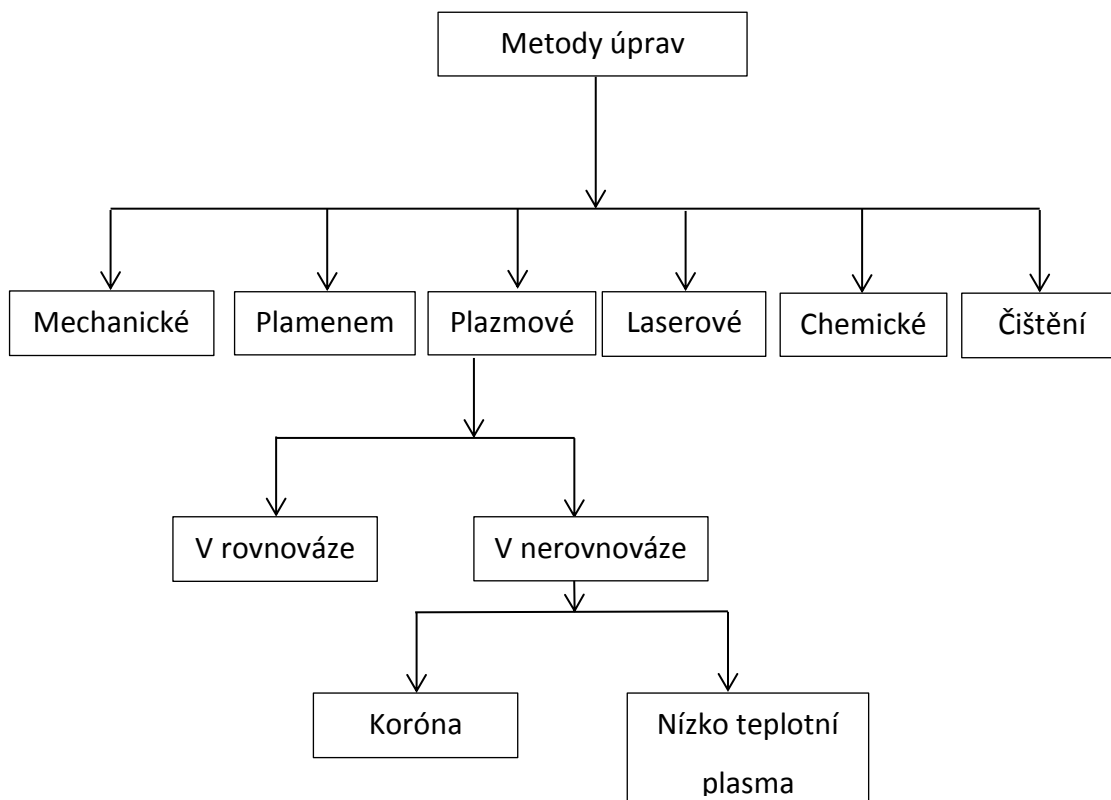 Metody úprav
Mechanické
Plamenem
Plazmové
Laserové
Chemické
Čištění
V rovnováze
V nerovnováze
Koróna
Nízko teplotní
plasma